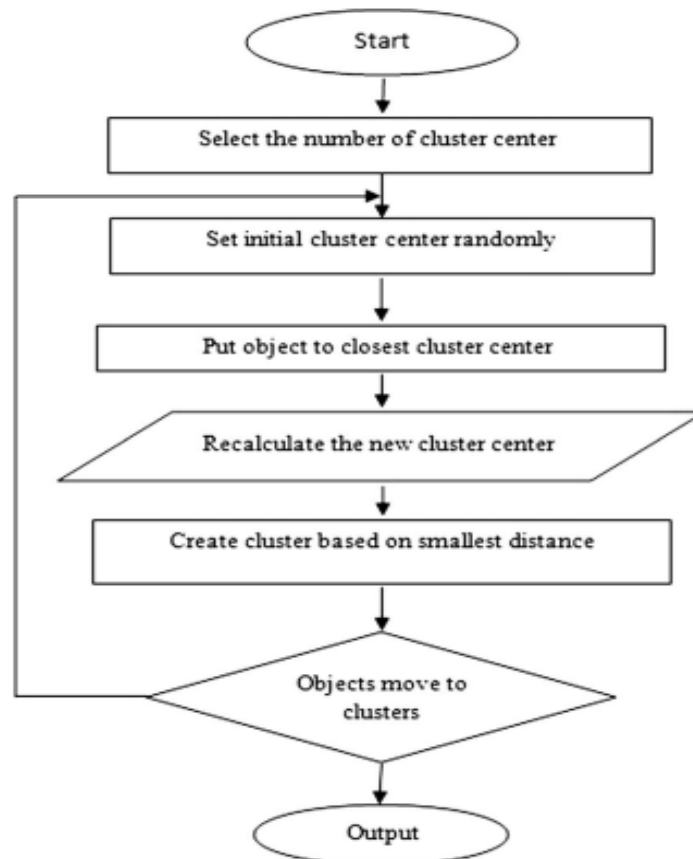 Start
Select the number of cluster center
Set initial cluster center randomly
Put object to closest cluster center
Recalculate the new cluster center
Create cluster based on smallest distance
Objects move to
clusters
Output